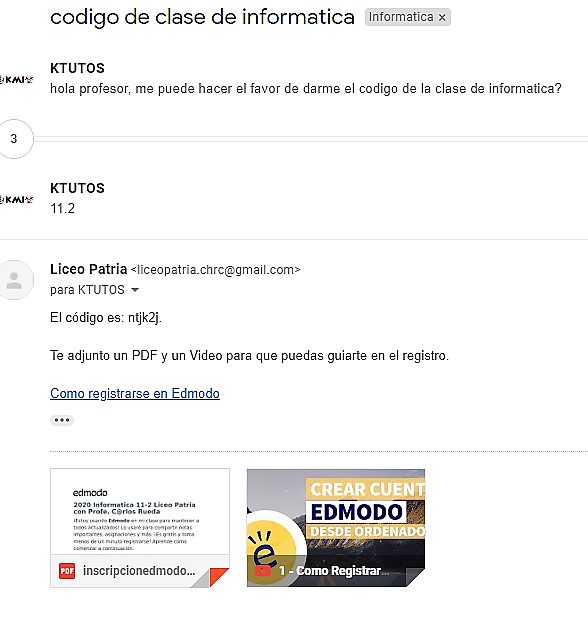 codigo de clase de informatica Informatica ×
KTUTOS
hola profesor, me puede hacer el favor de darme el codigo de la clase de informatica?
3
KTUTOS
11.2
Liceo Patria <liceopatria.chrc@gmail.com>
para KTUTOS
El código es: ntjk2j.
Te adjunto un PDF y un Video para que puedas guiarte en el registro.
Como registrarse en Edmodo
edmodo
2020 Informatica 11-2 Liceo Patria
con Profe. C@rlos Rueda
¡Estoy usando Edmodo en mi clase para mantener a
todos actualizados! Lo usaré para compartir notas
importantes, asignaciones y más. ¡Es gratis y toma
menos de un minuto registrarse! Aprende cómo
comenzar a continuación.
PDF inscripcionedmodo...
CREAR CUENT
EDMODO
DESDE ORDENADO
1 - Como Registrar...